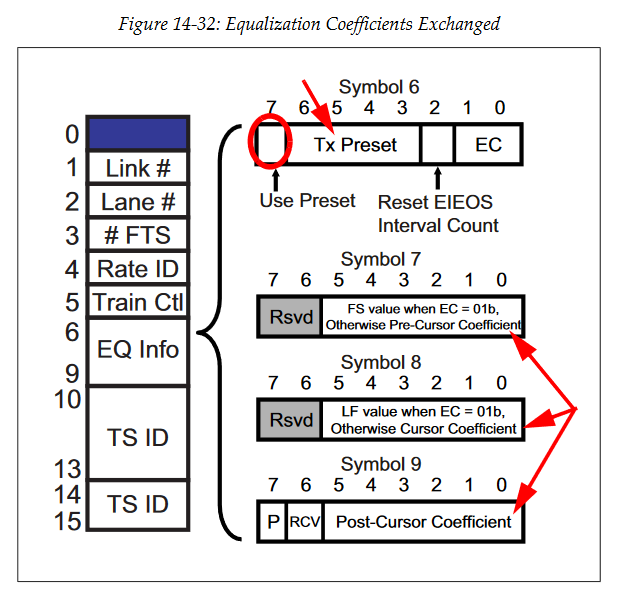 Figure 14-32: Equalization Coefficients Exchanged
0
1 Link #
2 Lane #
3 # FTS
4 Rate ID
5 Train Ctl
6
EQ Info
9
10
TS ID
13
14
TS ID
15
Symbol 6
7 6 5 4 3 2 1 0
Tx Preset EC
Use Preset
Reset EIEOS
Interval Count
Symbol 7
7 6 5 4 3 2 1 0
Rsvd
FS value when EC = 01b,
Otherwise Pre-Cursor Coefficient
Symbol 8
7 6 5 4 3 2 1 0
Rsvd
LF value when EC = 01b,
Otherwise Cursor Coefficient
Symbol 9
7 6 5 4 3 2 1 0
P RCV Post-Cursor Coefficient